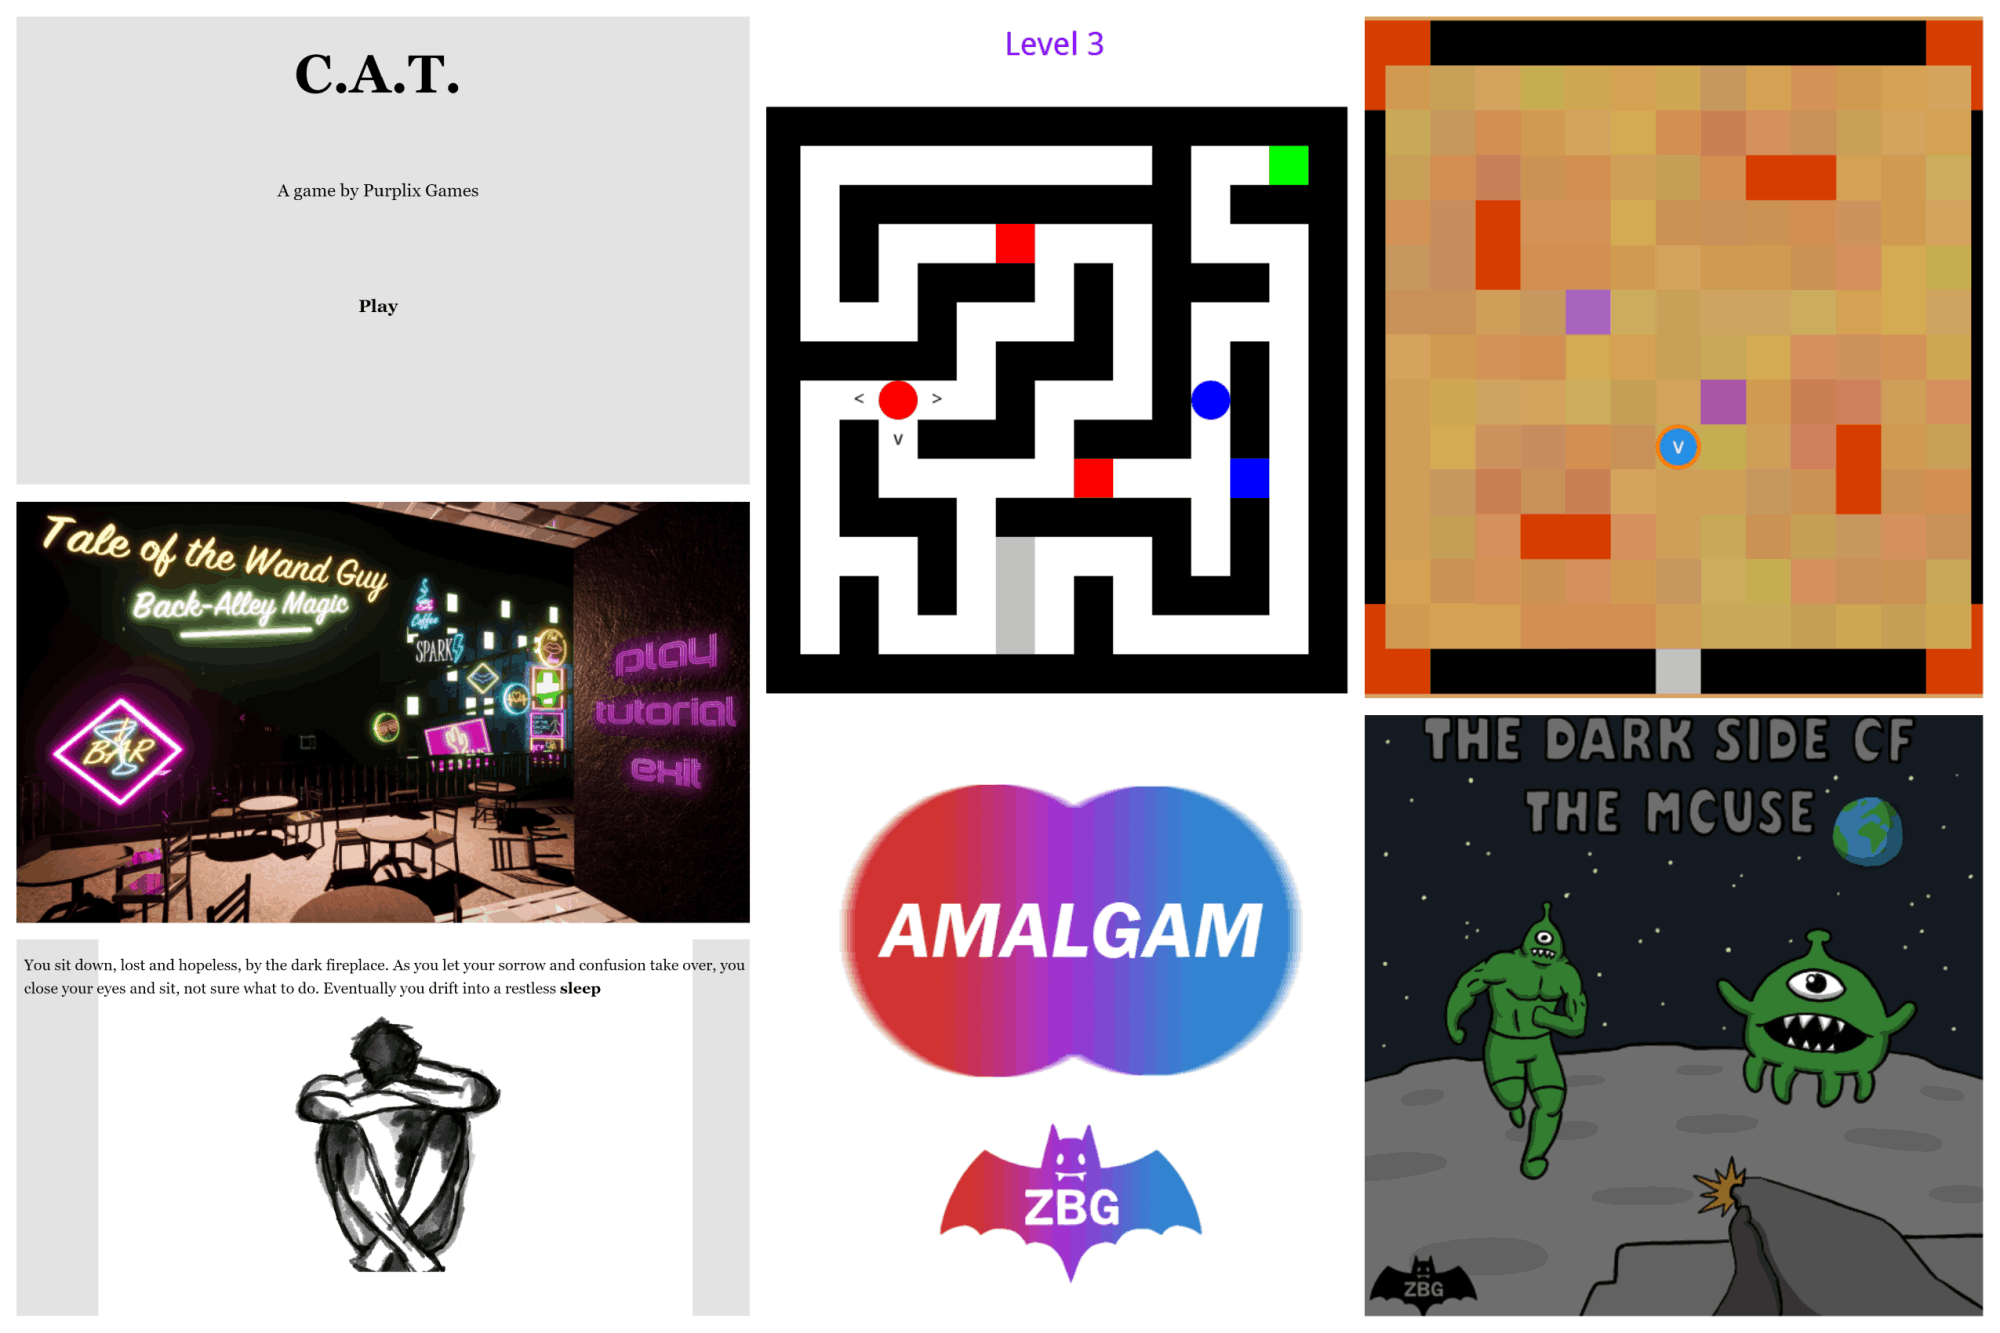 C.A.T.
A game by Purplix Games
Play
Tale of the Wand Guy
Back-Alley Magic
Coffee
SPARK
BAR
play
tutorial
exit
You sit down, lost and hopeless, by the dark fireplace. As you let your sorrow and confusion take over, you
close your eyes and sit, not sure what to do. Eventually you drift into a restless sleep
Level 3
< >
v
AMALGAM
ZBG
v
THE DARK SIDE CF
THE MCUSE
ZBG